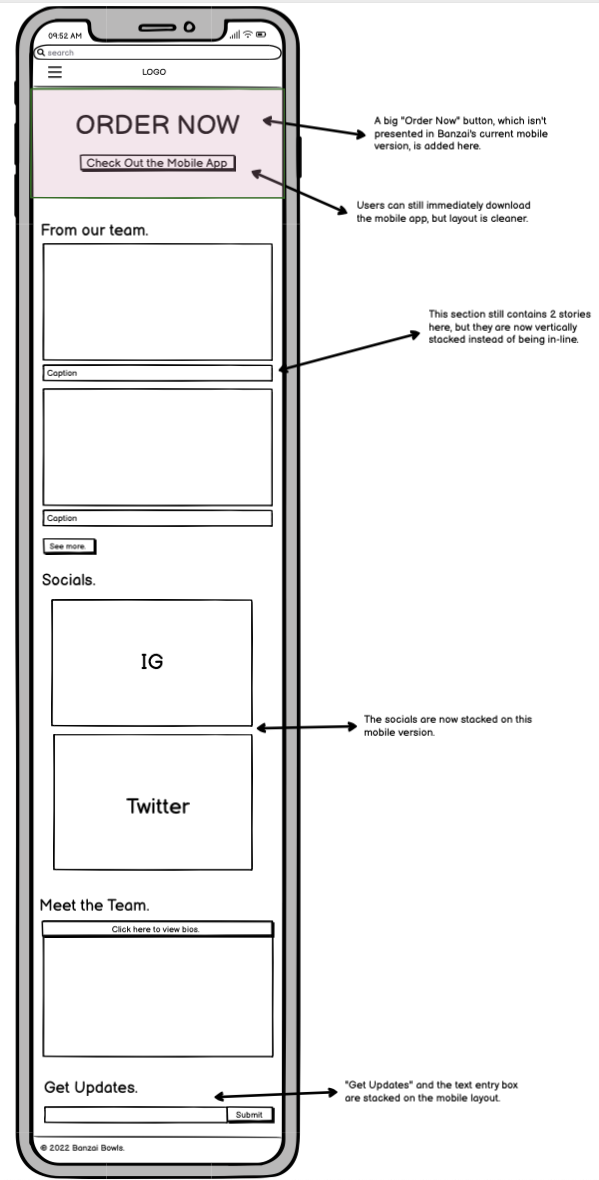 09:52 AM
search
LOGO
ORDER NOW
Check Out the Mobile App
A big "Order Now" button, which isn't
presented in Banzai's current mobile
version, is added here.
Users can still immediately download
the mobile app, but layout is cleaner.
From our team.
This section still contains 2 stories
here, but they are now vertically
stacked instead of being in-line.
Caption
Caption
See more.
Socials.
IG
The socials are now stacked on this
mobile version.
Twitter
Meet the Team.
Click here to view bios.
Get Updates.
"Get Updates" and the text entry box
are stacked on the mobile layout.
Submit
© 2022 Banzai Bowls.